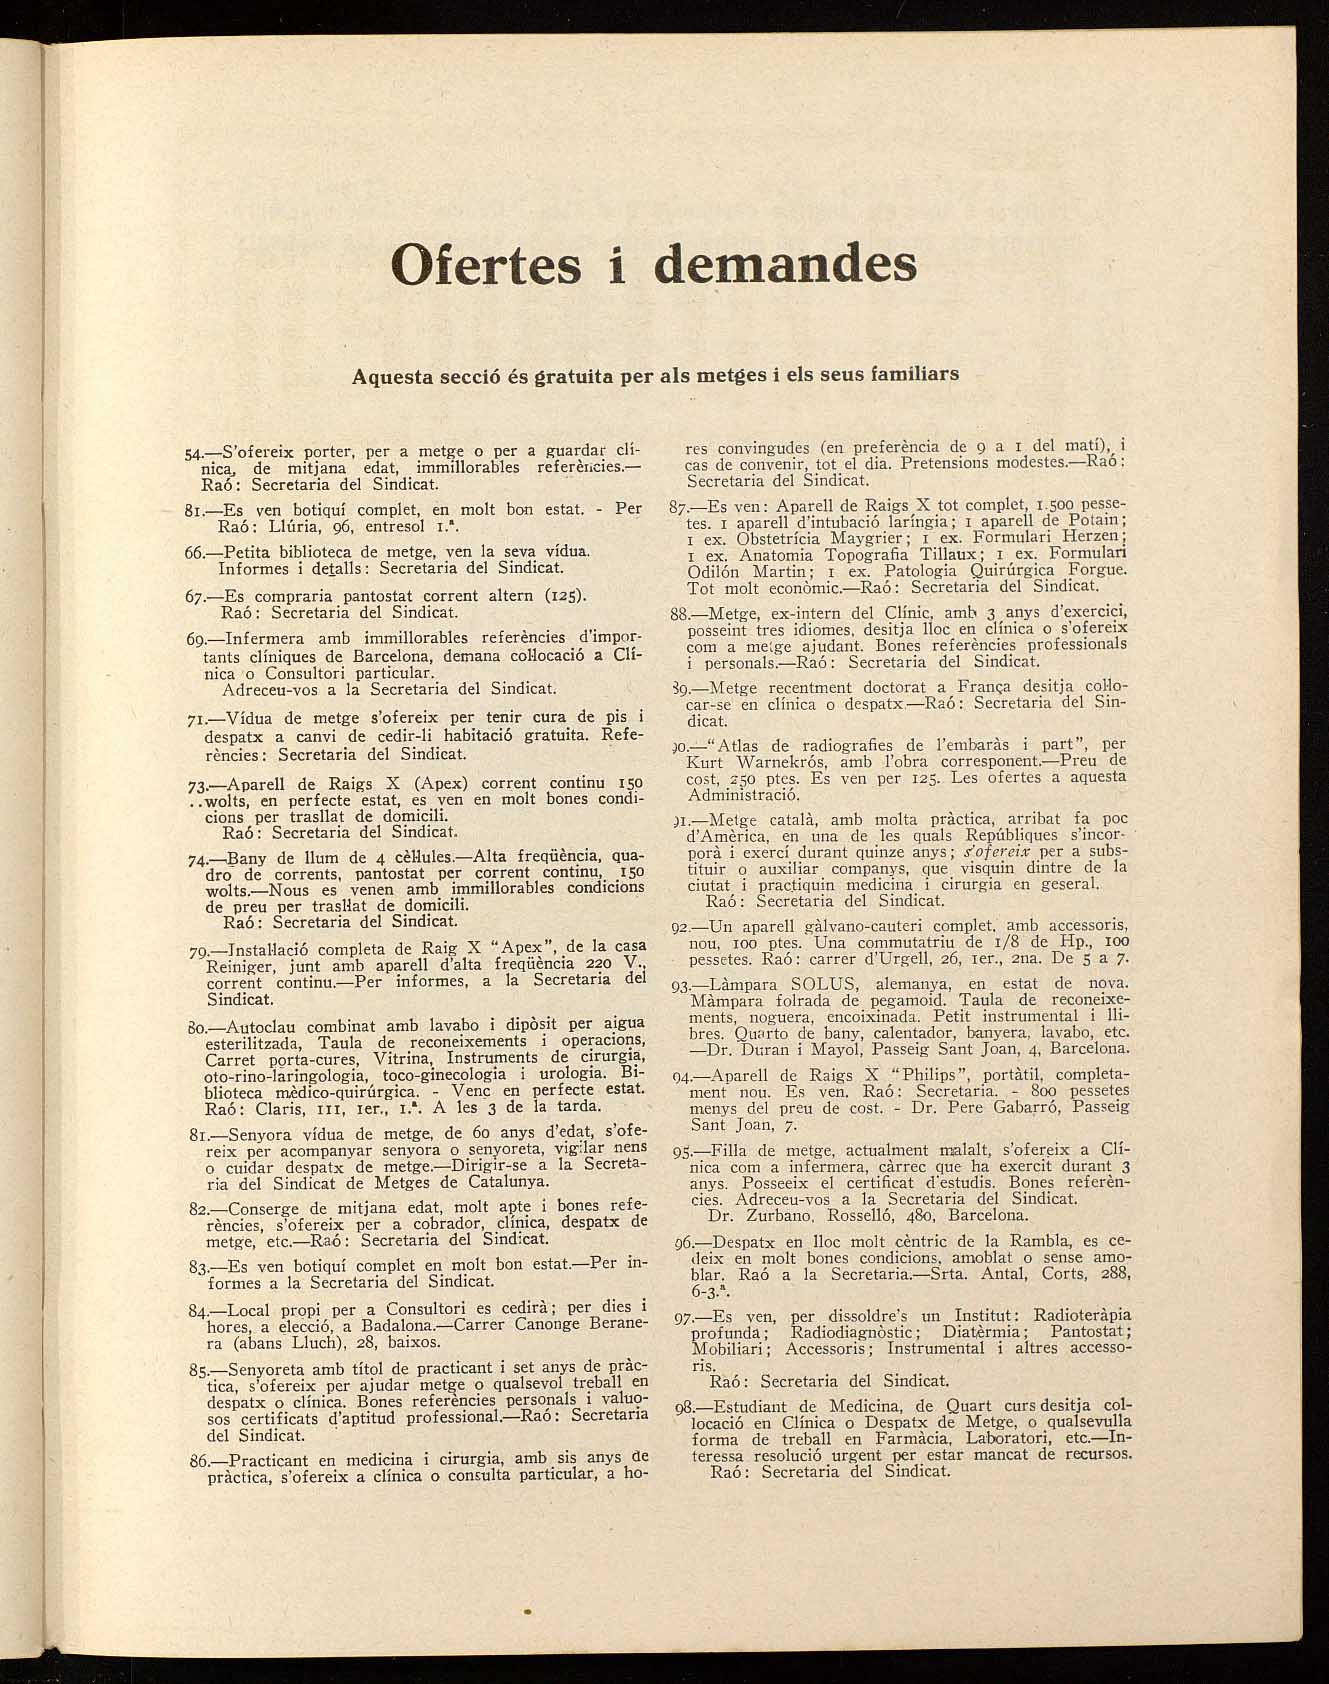 Ofertes i demandes
Aquesta secció és gratuita per als metges i els seus familiars
54.—S'ofereix porter, per a metge o per a guardar clí-
nica, de mitjana edat, immillorables referències.—
Raó: Secretaria del Sindicat.
81.—Es ven botiquí complet, en molt bon estat. - Per
Raó: Llúria, 96, entresol 1.ª.
66.—Petita biblioteca de metge, ven la seva vídua.
Informes i detalls: Secretaria del Sindicat.
67.—Es compraria pantostat corrent altern (125).
Raó: Secretaria del Sindicat.
69.—Infermera amb immillorables referències d'impor-
tants clíniques de Barcelona, demana coŀlocació a Clí-
nica o Consultori particular.
Adreceu-vos a la Secretaria del Sindicat.
71.—Vídua de metge s'ofereix per tenir cura de pis i
despatx a canvi de cedir-li habitació gratuita. Refe-
rències: Secretaria del Sindicat.
73.—Aparell de Raigs X (Apex) corrent continu 150
..wolts, en perfecte estat, es ven en molt bones condi-
cions per trasllat de domicili.
Raó: Secretaria del Sindicat.
74.—Bany de llum de 4 cèŀlules.—Alta freqüència, qua-
dro de corrents, pantostat per corrent continu, 150
wolts.—Nous es venen amb immillorables condicions
de preu per trasŀlat de domicili.
Raó: Secretaria del Sindicat.
79.—Instaŀlació completa de Raig X "Apex", de la casa
Reiniger, junt amb aparell d'alta freqüència 220 V.,
corrent continu.—Per informes, a la Secretaria del
Sindicat.
80.—Autoclau combinat amb lavabo i dipòsit per aigua
esterilitzada, Taula de reconeixements i operacions,
Carret porta-cures, Vitrina, Instruments de cirurgia,
oto-rino-laringologia, toco-ginecologia i urologia. Bi-
blioteca mèdico-quirúrgica. - Venc en perfecte estat.
Raó: Claris, 111, 1er., 1.ª. A les 3 de la tarda.
81.—Senyora vídua de metge, de 60 anys d'edat, s'ofe-
reix per acompanyar senyora o senyoreta, vigilar nens
o cuidar despatx de metge.—Dirigir-se a la Secreta-
ria del Sindicat de Metges de Catalunya.
82.—Conserge de mitjana edat, molt apte i bones refe-
rències, s'ofereix per a cobrador, clínica, despatx de
metge, etc.—Raó: Secretaria del Sindicat.
83.—Es ven botiquí complet en molt bon estat.—Per in-
formes a la Secretaria del Sindicat.
84.—Local propi per a Consultori es cedirà; per dies i
hores, a elecció, a Badalona.—Carrer Canonge Berane-
ra (abans Lluch), 28, baixos.
85.—Senyoreta amb títol de practicant i set anys de pràc-
tica, s'ofereix per ajudar metge o qualsevol treball en
despatx o clínica. Bones referències personals i valuo-
sos certificats d'aptitud professional.—Raó: Secretaria
del Sindicat.
86.—Practicant en medicina i cirurgia, amb sis anys de
pràctica, s'ofereix a clínica o consulta particular, a ho-
res convingudes (en preferència de 9 a 1 del matí), i
cas de convenir, tot el dia. Pretensions modestes.—Raó:
Secretaria del Sindicat.
87.—Es ven: Aparell de Raigs X tot complet, 1.500 pesse-
tes. 1 aparell d'intubació laríngia; 1 aparell de Potain;
1 ex. Obstetrícia Maygrier; 1 ex. Formulari Herzen;
1 ex. Anatomia Topografia Tillaux; 1 ex. Formulari
Odilón Martin; 1 ex. Patologia Quirúrgica Forgue.
Tot molt econòmic.—Raó: Secretaria del Sindicat.
88.—Metge, ex-intern del Clínic, amb 3 anys d'exercici,
posseint tres idiomes, desitja lloc en clínica o s'ofereix
com a metge ajudant. Bones referències professionals
i personals.—Raó: Secretaria del Sindicat.
89.—Metge recentment doctorat a França desitja coŀlo-
car-se en clínica o despatx.—Raó: Secretaria del Sin-
dicat.
90.—"Atlas de radiografies de l'embaràs i part", per
Kurt Warnekrós, amb l'obra corresponent.—Preu de
cost, 250 ptes. Es ven per 125. Les ofertes a aquesta
Administració.
91.—Metge català, amb molta pràctica, arribat fa poc
d'Amèrica, en una de les quals Repúbliques s'incor-
porà i exercí durant quinze anys; s'ofereix per a subs-
tituir o auxiliar companys, que visquin dintre de la
ciutat i practiquin medicina i cirurgia en geseral.
Raó: Secretaria del Sindicat.
92.—Un aparell gàlvano-cauteri complet, amb accessoris,
nou, 100 ptes. Una commutatriu de 1/8 de Hp., 100
pessetes. Raó: carrer d'Urgell, 26, 1er., 2na. De 5 a 7.
93.—Làmpara SOLUS, alemanya, en estat de nova.
Màmpara folrada de pegamoid. Taula de reconeixe-
ments, noguera, encoixinada. Petit instrumental i lli-
bres. Quarto de bany, calentador, banyera, lavabo, etc.
—Dr. Duran i Mayol, Passeig Sant Joan, 4, Barcelona.
94.—Aparell de Raigs X "Philips", portàtil, completa-
ment nou. Es ven. Raó: Secretaria. - 800 pessetes
menys del preu de cost. - Dr. Pere Gabarró, Passeig
Sant Joan, 7.
95.—Filla de metge, actualment malalt, s'ofereix a Clí-
nica com a infermera, càrrec que ha exercit durant 3
anys. Posseeix el certificat d'estudis. Bones referèn-
cies. Adreceu-vos a la Secretaria del Sindicat.
Dr. Zurbano, Rosselló, 480, Barcelona.
96.—Despatx en lloc molt cèntric de la Rambla, es ce-
deix en molt bones condicions, amoblat o sense amo-
blar. Raó a la Secretaria.—Srta. Antal, Corts, 288,
6-3.ª.
97.—Es ven, per dissoldre's un Institut: Radioteràpia
profunda; Radiodiagnòstic; Diatèrmia; Pantostat;
Mobiliari; Accessoris; Instrumental i altres accesso-
ris.
Raó: Secretaria del Sindicat.
98.—Estudiant de Medicina, de Quart curs desitja col-
locació en Clínica o Despatx de Metge, o qualsevulla
forma de treball en Farmàcia, Laboratori, etc.—In-
teressa resolució urgent per estar mancat de recursos.
Raó: Secretaria del Sindicat.